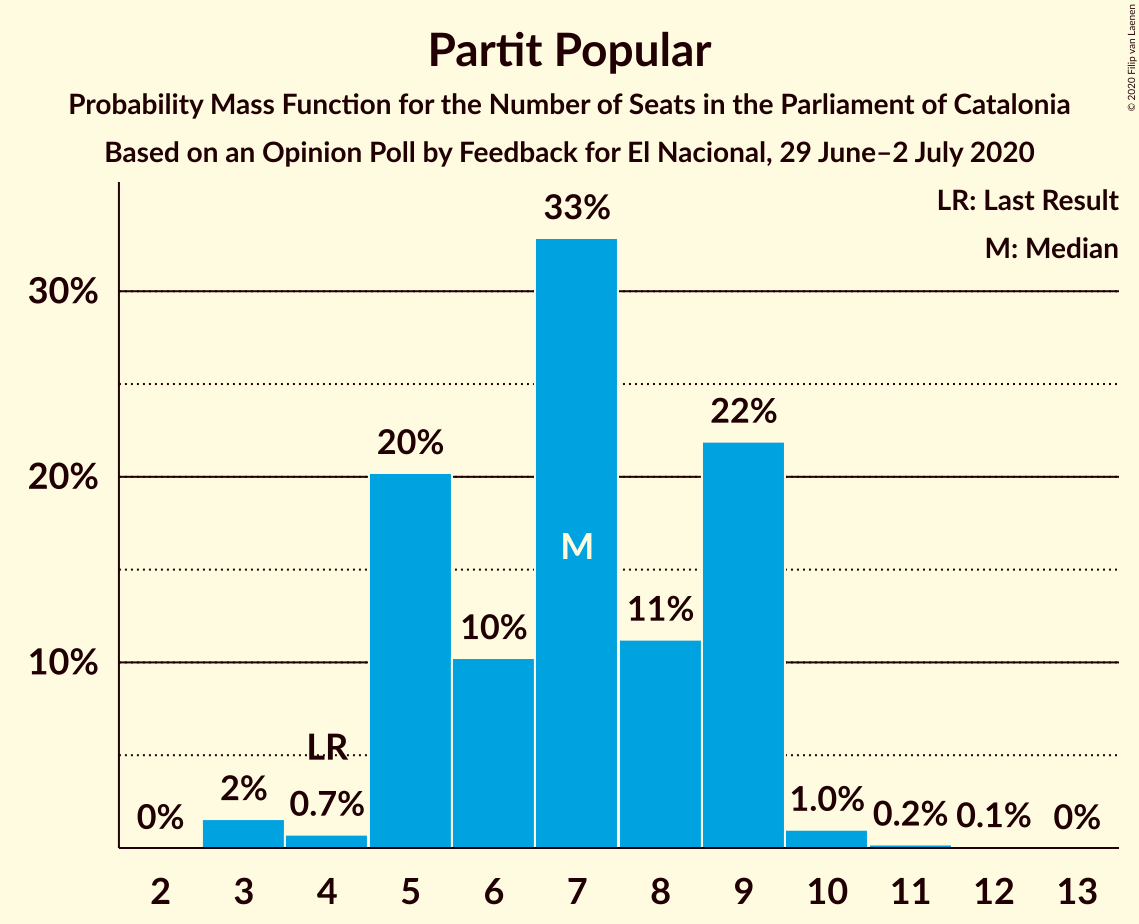 Partit Popular
Probability Mass Function for the Number of Seats in the Parliament of Catalonia
Based on an Opinion Poll by Feedback for El Nacional, 29 June–2 July 2020
© 2020 Filip van Laenen
LR: Last Result
M: Median
33%
30%
22%
20%
20%
M
11%
10%
10%
LR
2%
0.7%
0%
1.0%
0.2%
0.1%
0%
2 3 4 5 6 7 8 9 10 11 12 13